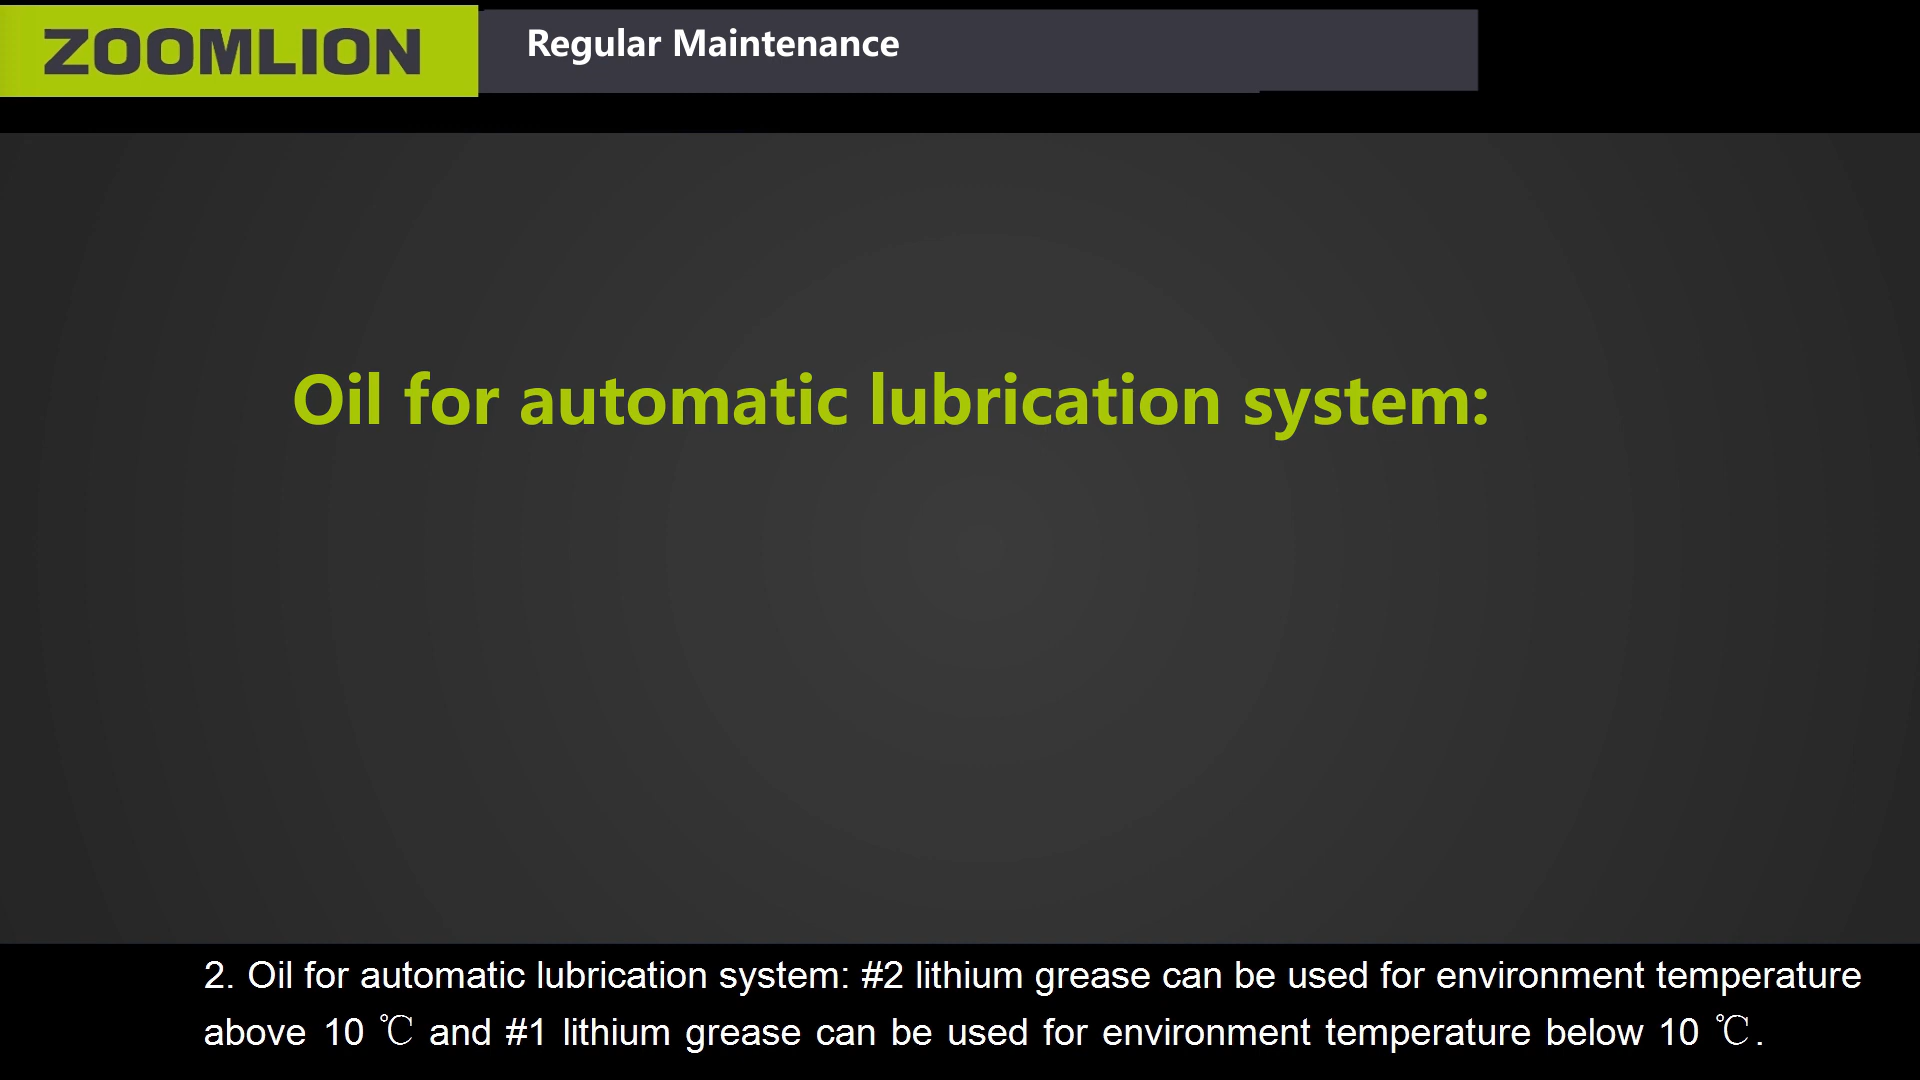 ZOOMLION
Regular Maintenance
Oil for automatic lubrication system:
2. Oil for automatic lubrication system: #2 lithium grease can be used for environment temperature
above 10 ℃ and #1 lithium grease can be used for environment temperature below 10 ℃.